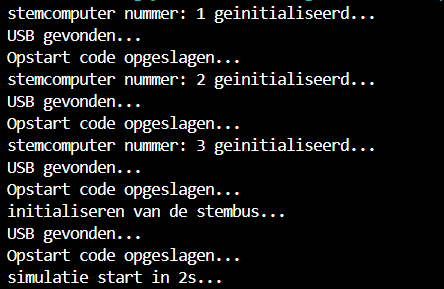 stemcomputer nummer: 1 geinitialiseerd...
USB gevonden...
Opstart code opgeslagen...
stemcomputer nummer: 2 geinitialiseerd...
USB gevonden...
Opstart code opgeslagen...
stemcomputer nummer: 3 geinitialiseerd...
USB gevonden...
Opstart code opgeslagen...
initialiseren van de stembus...
USB gevonden...
Opstart code opgeslagen...
simulatie start in 2s...